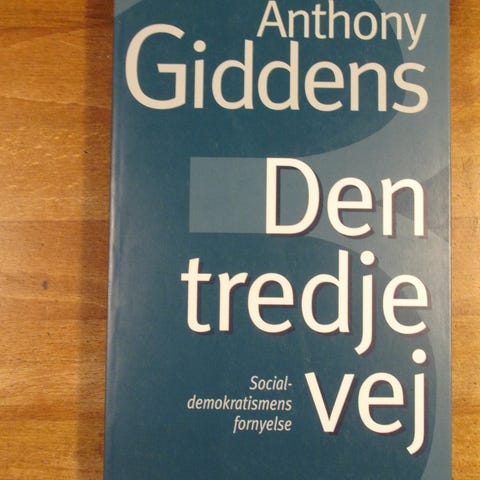 Anthony
Giddens
Den
tredje
vej
Social-
demokratismens
fornyelse